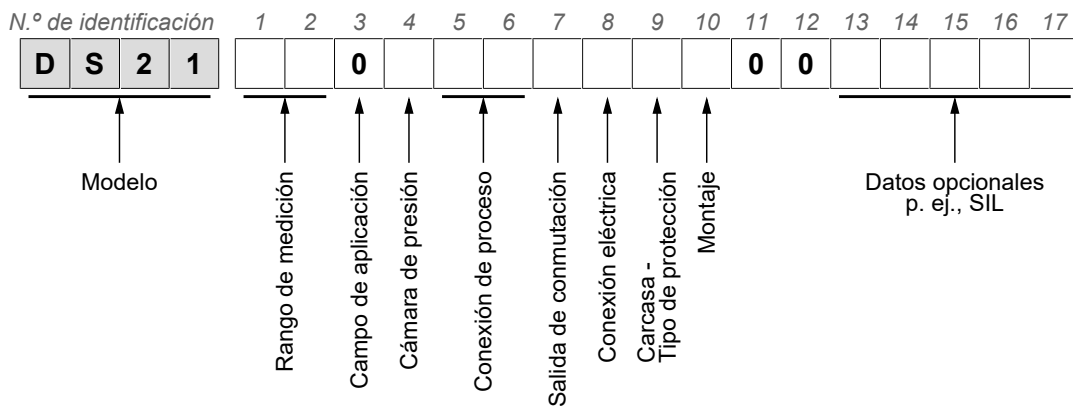 N.º de identificación 1 2 3 4 5 6 7 8 9 10 11 12 13 14 15 16 17
D S 2 1 0 0 0
Modelo
Rango de medición
Campo de aplicación
Cámara de presión
Conexión de proceso
Salida de conmutación
Conexión eléctrica
Carcasa -
Tipo de protección
Montaje
Datos opcionales
p. ej., SIL